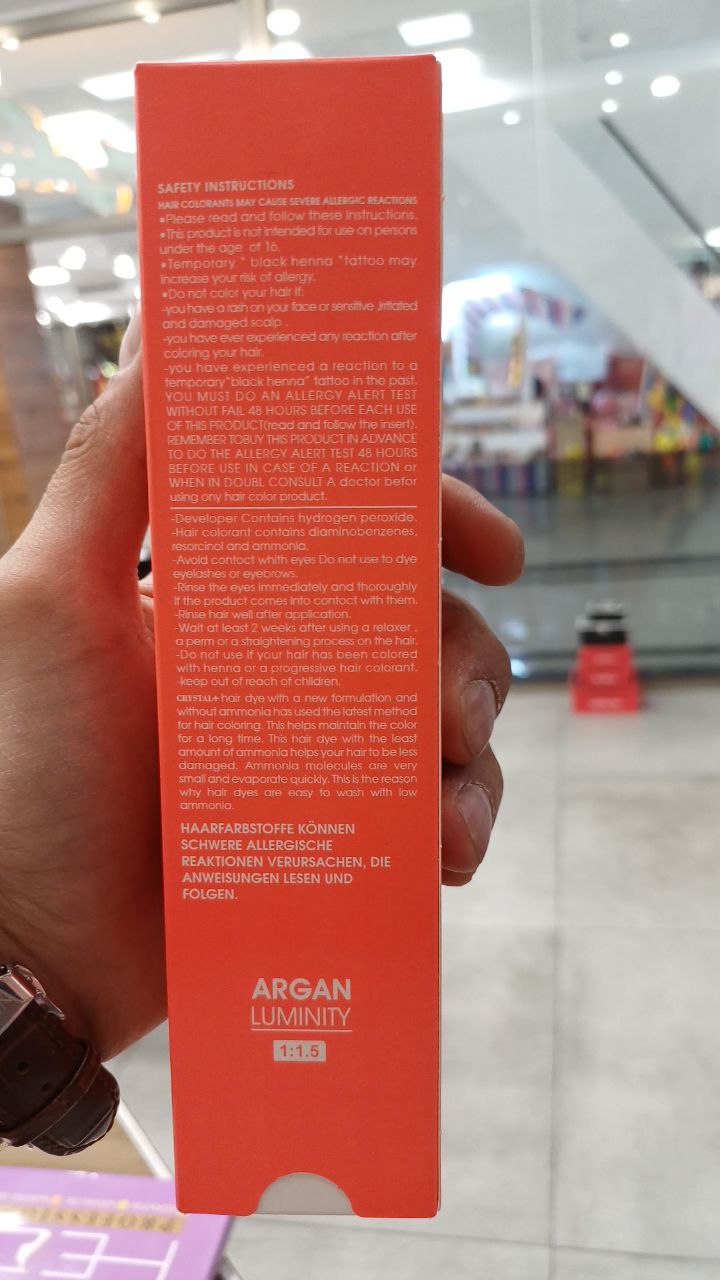 SAFETY INSTRUCTIONS
HAIR COLORANTS MAY CAUSE SEVERE ALLERGIC REACTIONS
•Please read and follow these instructions.
•This product is not intended for use on persons
under the age of 16.
•Temporary " black henna "tattoo may
increase your risk of allergy.
•Do not color your hair if:
-you have a rash on your face or sensitive ,irritated
and damaged scalp .
-you have ever experienced any reaction after
coloring your hair.
-you have experienced a reaction to a
temporary"black henna" tattoo in the past.
YOU MUST DO AN ALLERGY ALERT TEST
WITHOUT FAIL 48 HOURS BEFORE EACH USE
OF THIS PRODUCT(read and follow the insert).
REMEMBER TOBUY THIS PRODUCT IN ADVANCE
TO DO THE ALLERGY ALERT TEST 48 HOURS
BEFORE USE IN CASE OF A REACTION or
WHEN IN DOUBL CONSULT A doctor befor
using ony hair color product.
-Developer Contains hydrogen peroxide.
-Hair colorant contains diaminobenzenes,
resorcinol and ammonia.
-Avoid contoct whith eyes Do not use to dye
eyelashes or eyebrows.
-Rinse the eyes immediately and thoroughly
if the product comes into contoct with them.
-Rinse hair well after application.
-Wait at least 2 weeks after using a relaxer ,
a perm or a straightening process on the hair.
-Do not use if your hair has been colored
with henna or a progressive hair colorant.
-keep out of reach of children.
CRYSTAL+ hair dye with a new formulation and
without ammonia has used the latest method
for hair coloring. This helps maintain the color
for a long time. This hair dye with the least
amount of ammonia helps your hair to be less
damaged. Ammonia molecules are very
small and evaporate quickly. This is the reason
why hair dyes are easy to wash with low
ammonia.
HAARFARBSTOFFE KÖNNEN
SCHWERE ALLERGISCHE
REAKTIONEN VERURSACHEN, DIE
ANWEISUNGEN LESEN UND
FOLGEN.
ARGAN
LUMINITY
1:1.5